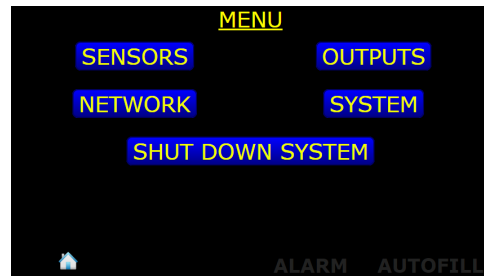 MENU
SENSORS OUTPUTS
NETWORK SYSTEM
SHUT DOWN SYSTEM
ALARM AUTOFILL